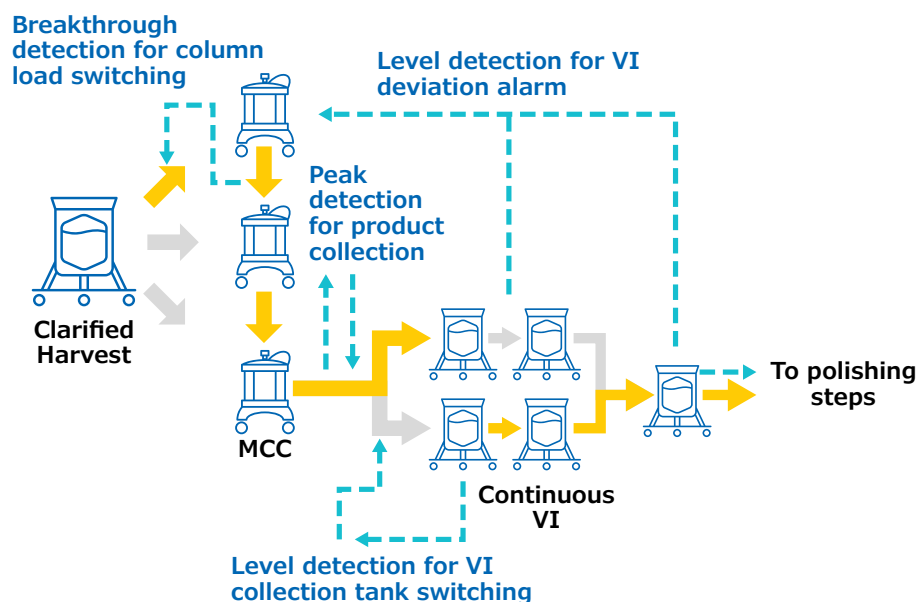 Breakthrough
detection for column
load switching
Level detection for VI
deviation alarm
Peak
detection
for product
collection
Clarified
Harvest
MCC
To polishing
steps
Continuous
VI
Level detection for VI
collection tank switching